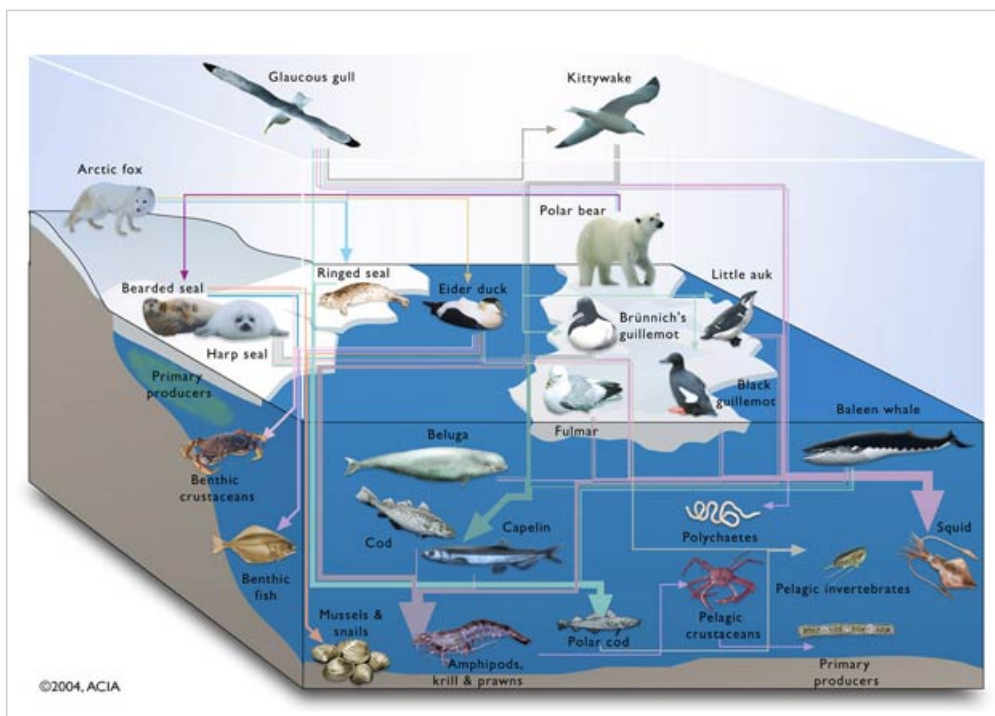 Glaucous gull
Kittywake
Arctic fox
Polar bear
Ringed seal
Little auk
Bearded seal
Eider duck
Brünnich's
guillemot
Harp seal
Primary
producers
Black
guillemot
Baleen whale
Fulmar
Beluga
Benthic
crustaceans
Cod
Capelin
Polychaetes
Squid
Benthic
fish
Pelagic invertebrates
Mussels &
snails
Pelagic
crustaceans
Polar cod
Amphipods,
krill & prawns
Primary
producers
©2004, ACIA